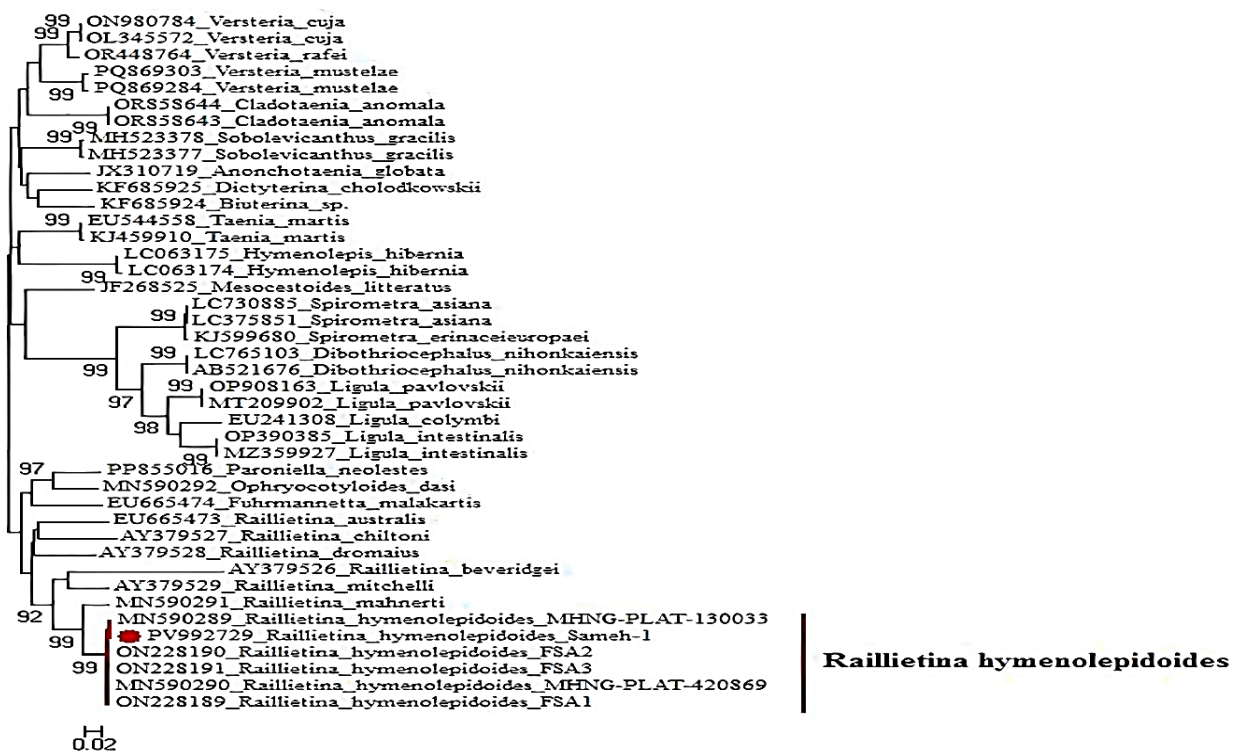 99
ON980784_Versteria_cuja
99
OL345572_Versteria_cuja
OR448764_Versteria_rafei
PQ869303_Versteria_mustelae
PQ869284_Versteria_mustelae
99
OR858644_Cladotaenia_anomala
OR858643_Cladotaenia_anomala
99
99
MH523378_Sobolevicanthus_gracilis
MH523377_Sobolevicanthus_gracilis
JX310719_Anonchotaenia_globata
KF685925_Dictyterina_cholodkowskii
KF685924_Biuterina_sp.
99
EU544558_Taenia_martis
KJ459910_Taenia_martis
LC063175_Hymenolepis_hibernia
LC063174_Hymenolepis_hibernia
99
JF268525_Mesocestoides_litteratus
LC730885_Spirometra_asiana
99
LC375851_Spirometra_asiana
KJ599680_Spirometra_erinaceieuropaei
99
LC765103_Dibothriocephalus_nihonkaiensis
99
AB521676_Dibothriocephalus_nihonkaiensis
99
OP908163_Ligula_pavlovskii
97
MT209902_Ligula_pavlovskii
98
EU241308_Ligula_colymbi
OP390385_Ligula_intestinalis
MZ359927_Ligula_intestinalis
99
97
PP855016_Paroniella_neolestes
MN590292_Ophryocotyloides_dasi
EU665474_Fuhrmannetta_malakartis
EU665473_Raillietina_australis
AY379527_Raillietina_chiltoni
AY379528_Raillietina_dromaius
AY379526_Raillietina_beveridgei
AY379529_Raillietina_mitchelli
MN590291_Raillietina_mahnerti
92
MN590289_Raillietina_hymenolepidoides_MHNG-PLAT-130033
99
PV992729_Raillietina_hymenolepidoides_Sameh-1
ON228190_Raillietina_hymenolepidoides_FSA2
99
ON228191_Raillietina_hymenolepidoides_FSA3
MN590290_Raillietina_hymenolepidoides_MHNG-PLAT-420869
ON228189_Raillietina_hymenolepidoides_FSA1
Raillietina hymenolepidoides
0.02